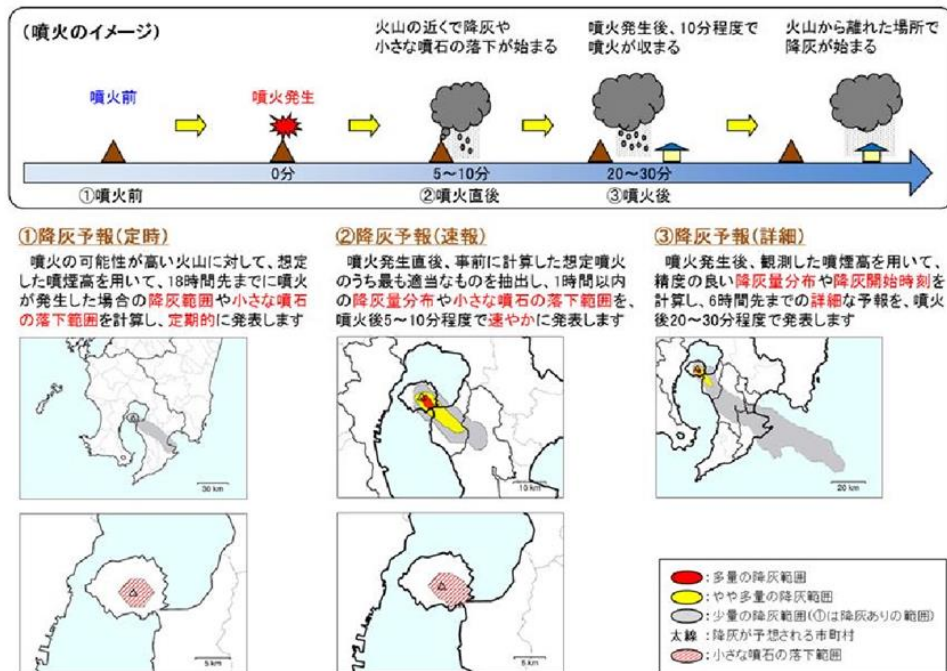 (噴火のイメージ)
火山の近くで降灰や
小さな噴石の落下が始まる
噴火発生後、10分程度で
噴火が収まる
火山から離れた場所で
降灰が始まる
噴火前
噴火発生
0分
5～10分
20～30分
①噴火前
②噴火直後
③噴火後
①降灰予報(定時)
噴火の可能性が高い火山に対して、想定
した噴煙高を用いて、18時間先までに噴火
が発生した場合の降灰範囲や小さな噴石
の落下範囲を計算し、定期的に発表します
30 km
5 km
②降灰予報(速報)
噴火発生直後、事前に計算した想定噴火
のうち最も適当なものを抽出し、1時間以内
の降灰量分布や小さな噴石の落下範囲を、
噴火後5～10分程度で速やかに発表します
10 km
5 km
③降灰予報(詳細)
噴火発生後、観測した噴煙高を用いて、
精度の良い降灰量分布や降灰開始時刻を
計算し、6時間先までの詳細な予報を、噴火
後20～30分程度で発表します
20 km
:多量の降灰範囲
:やや多量の降灰範囲
:少量の降灰範囲(①は降灰ありの範囲)
太線:降灰が予想される市町村
:小さな噴石の落下範囲